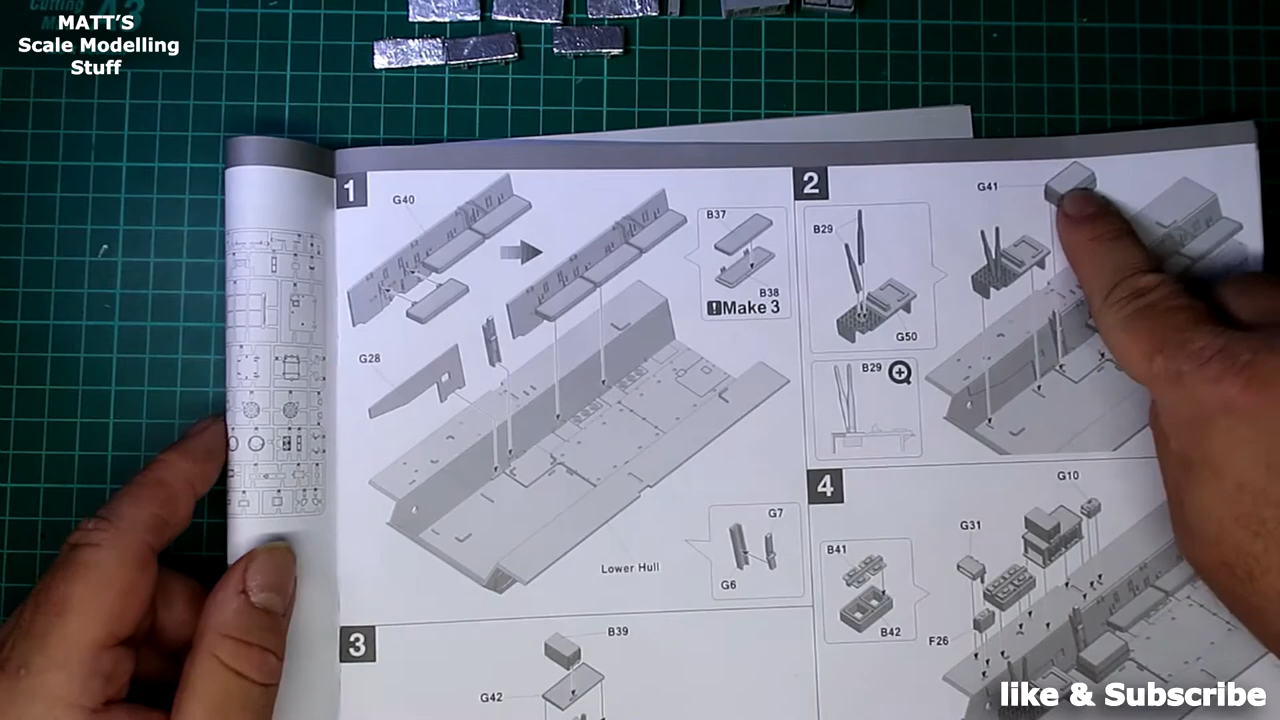 Cutting
MATT'S
Scale Modelling
Stuff
1
G40
B37
B38
!Make 3
G28
G7
G6
Lower Hull
2
G41
B29
G50
B29
3
B39
G42
4
G10
G31
B41
B42
F26
like & Subscribe